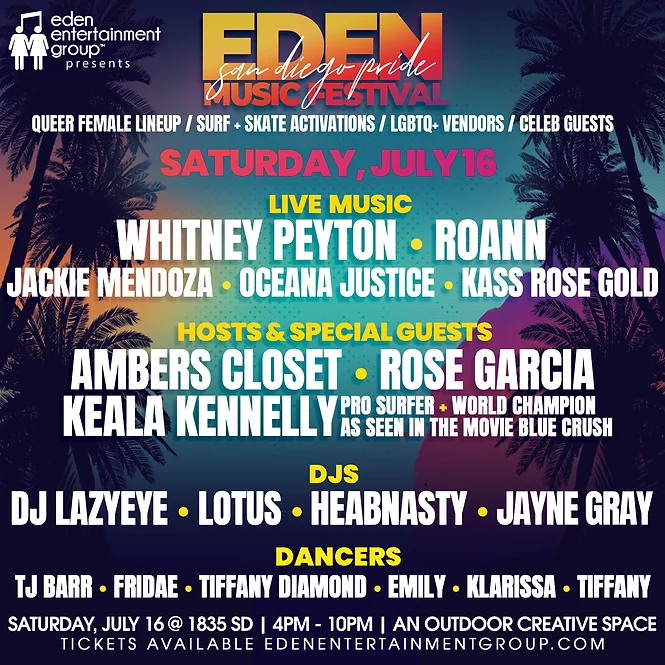 eden
entertainment
group™
presents
EDEN
san diego pride
MUSIC FESTIVAL
QUEER FEMALE LINEUP / SURF + SKATE ACTIVATIONS / LGBTQ+ VENDORS / CELEB GUESTS
SATURDAY, JULY 16
LIVE MUSIC
WHITNEY PEYTON • ROANN
JACKIE MENDOZA • OCEANA JUSTICE • KASS ROSE GOLD
HOSTS & SPECIAL GUESTS
AMBERS CLOSET • ROSE GARCIA
KEALA KENNELLY PRO SURFER + WORLD CHAMPION
AS SEEN IN THE MOVIE BLUE CRUSH
DJS
DJ LAZYEYE • LOTUS • HEABNASTY • JAYNE GRAY
DANCERS
TJ BARR • FRIDAE • TIFFANY DIAMOND • EMILY • KLARISSA • TIFFANY
SATURDAY, JULY 16 @ 1835 SD | 4PM - 10PM | AN OUTDOOR CREATIVE SPACE
TICKETS AVAILABLE EDENENTERTAINMENTGROUP.COM